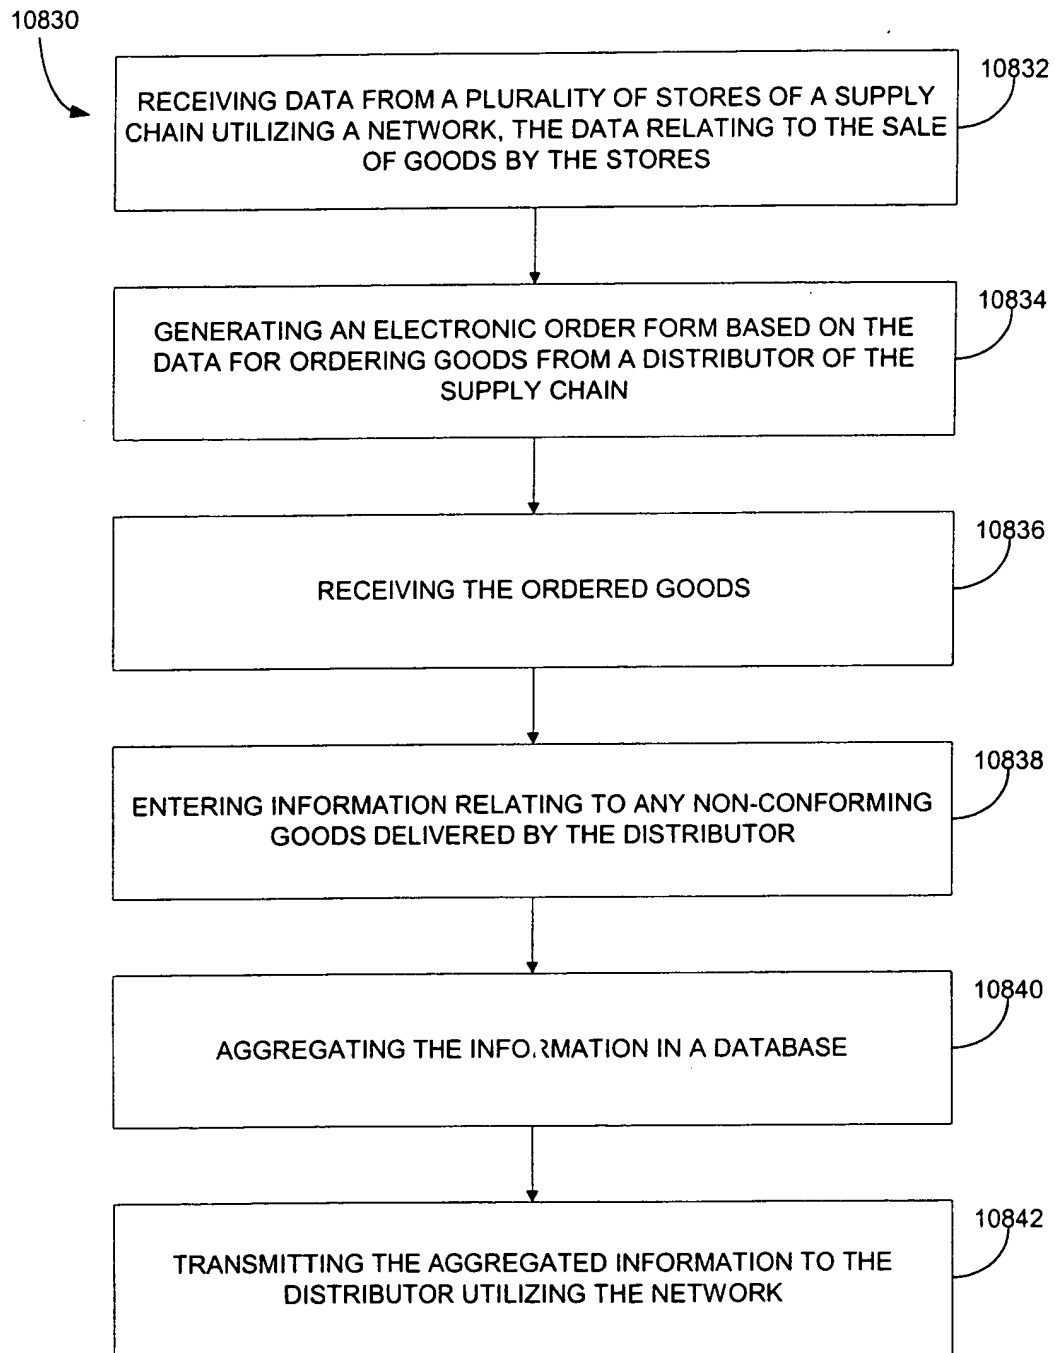 10830
10832
RECEIVING DATA FROM A PLURALITY OF STORES OF A SUPPLY
CHAIN UTILIZING A NETWORK, THE DATA RELATING TO THE SALE
OF GOODS BY THE STORES
10834
GENERATING AN ELECTRONIC ORDER FORM BASED ON THE
DATA FOR ORDERING GOODS FROM A DISTRIBUTOR OF THE
SUPPLY CHAIN
10836
RECEIVING THE ORDERED GOODS
10838
ENTERING INFORMATION RELATING TO ANY NON-CONFORMING
GOODS DELIVERED BY THE DISTRIBUTOR
10840
AGGREGATING THE INFORMATION IN A DATABASE
10842
TRANSMITTING THE AGGREGATED INFORMATION TO THE
DISTRIBUTOR UTILIZING THE NETWORK